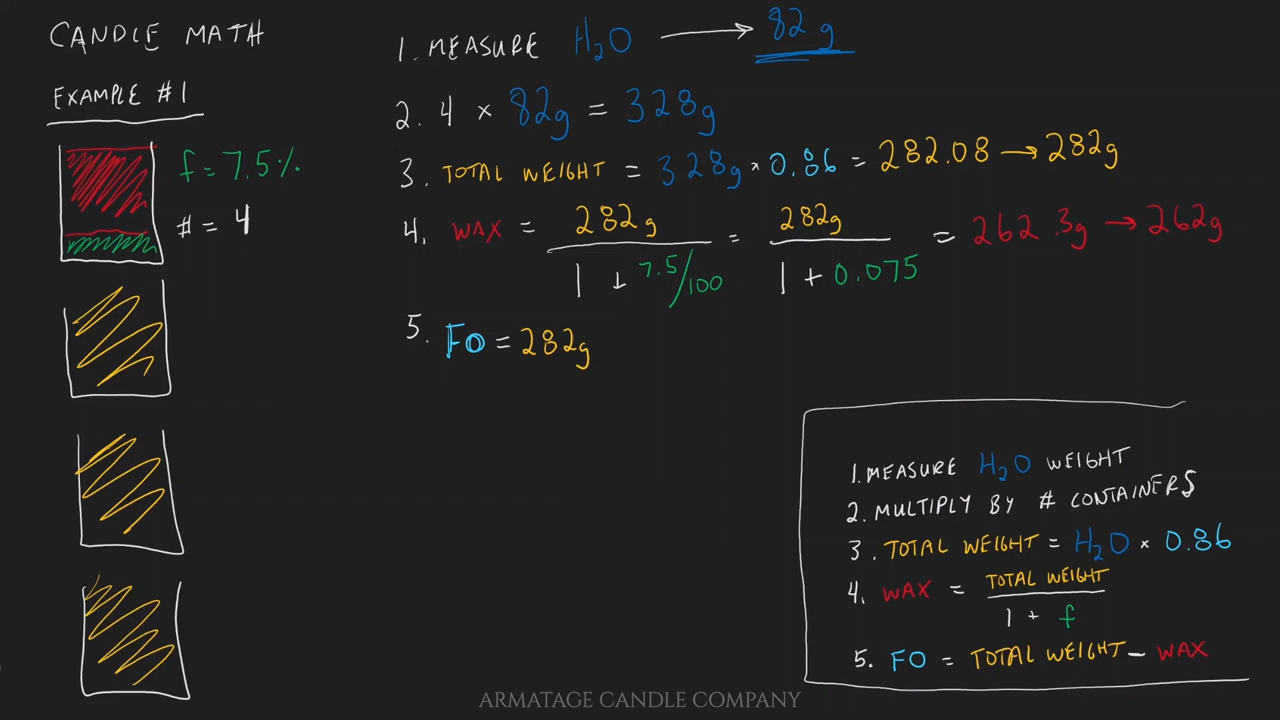 CANDLE MATH
EXAMPLE #1
f = 7.5%
# = 4
1. MEASURE H2O → 82 g
2. 4 × 82g = 328g
3. TOTAL WEIGHT = 328g × 0.86 = 282.08 → 282g
4. WAX = 282g / 1 + 7.5/100 = 282g / 1 + 0.075 = 262.3g → 262g
5. FO = 282g
1. MEASURE H2O WEIGHT
2. MULTIPLY BY # CONTAINERS
3. TOTAL WEIGHT = H2O × 0.86
4. WAX = TOTAL WEIGHT / 1 + f
5. FO = TOTAL WEIGHT – WAX
ARMATAGE CANDLE COMPANY